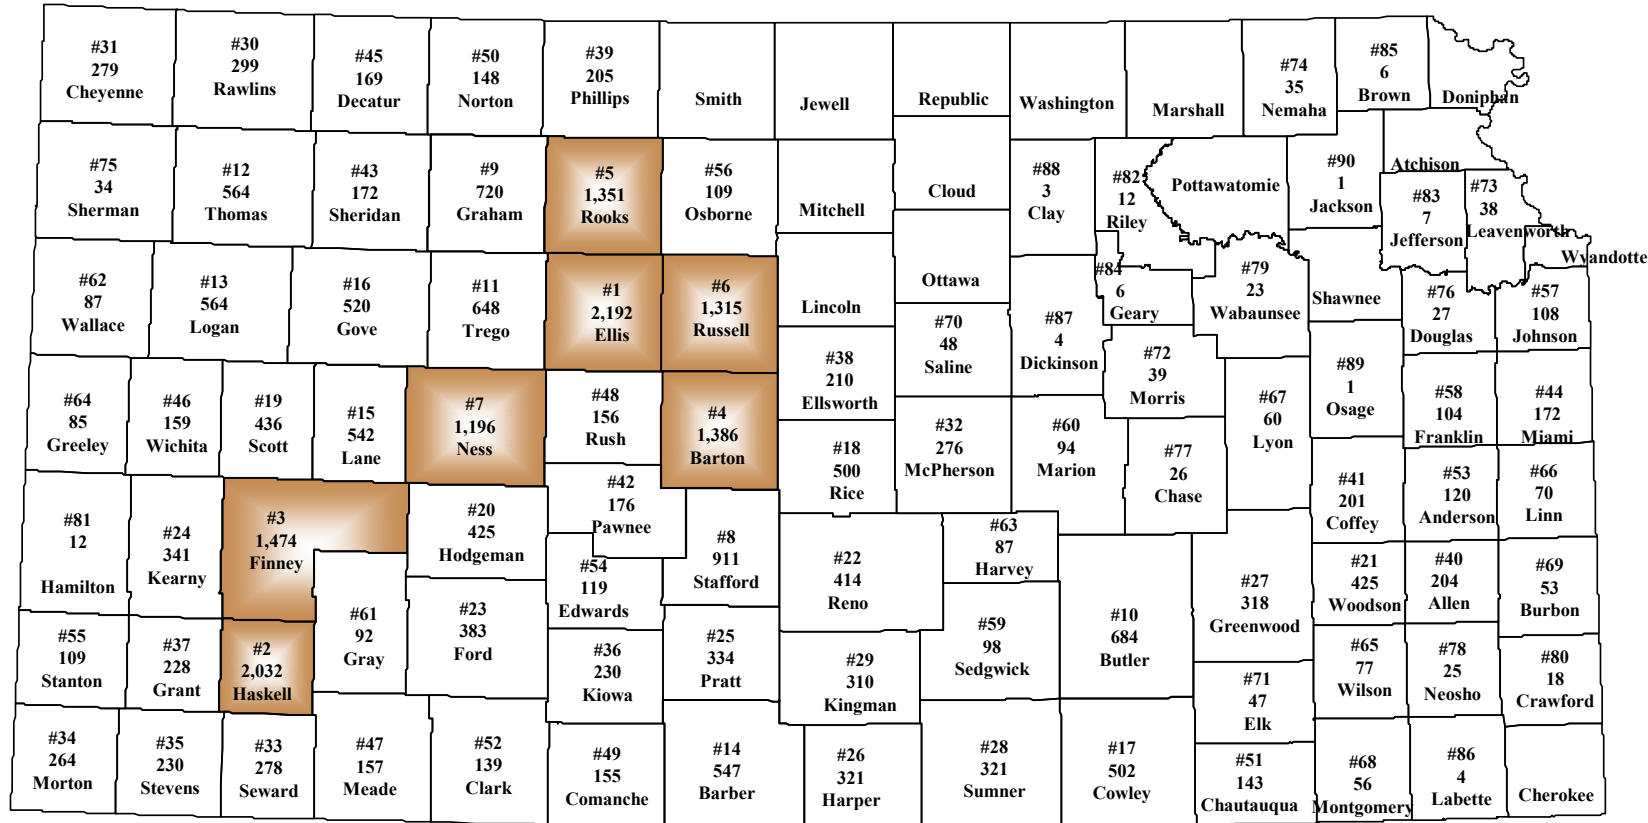 #31
279
Cheyenne
#30
299
Rawlins
#45
169
Decatur
#50
148
Norton
#39
205
Phillips
Smith
Jewell
Republic
Washington
Marshall
#74
35
Nemaha
#85
6
Brown
Doniphan
#75
34
Sherman
#12
564
Thomas
#43
172
Sheridan
#9
720
Graham
#5
1,351
Rooks
#56
109
Osborne
Mitchell
Cloud
#88
3
Clay
#82
12
Riley
Pottawatomie
#90
1
Jackson
Atchison
#83
7
Jefferson
#73
38
Leavenworth
Wyandotte
#62
87
Wallace
#13
564
Logan
#16
520
Gove
#11
648
Trego
#1
2,192
Ellis
#6
1,315
Russell
Lincoln
Ottawa
#70
48
Saline
#87
4
Dickinson
#84
6
Geary
#79
23
Wabaunsee
Shawnee
#76
27
Douglas
#57
108
Johnson
#64
85
Greeley
#46
159
Wichita
#19
436
Scott
#15
542
Lane
#7
1,196
Ness
#48
156
Rush
#4
1,386
Barton
#38
210
Ellsworth
#18
500
Rice
#32
276
McPherson
#60
94
Marion
#72
39
Morris
#77
26
Chase
#67
60
Lyon
#89
1
Osage
#58
104
Franklin
#44
172
Miami
#81
12
Hamilton
#24
341
Kearny
#3
1,474
Finney
#20
425
Hodgeman
#42
176
Pawnee
#54
119
Edwards
#8
911
Stafford
#22
414
Reno
#63
87
Harvey
#10
684
Butler
#27
318
Greenwood
#41
201
Coffey
#53
120
Anderson
#66
70
Linn
#21
425
Woodson
#40
204
Allen
#69
53
Burbon
#55
109
Stanton
#37
228
Grant
#2
2,032
Haskell
#61
92
Gray
#23
383
Ford
#36
230
Kiowa
#25
334
Pratt
#29
310
Kingman
#59
98
Sedgwick
#71
47
Elk
#65
77
Wilson
#78
25
Neosho
#80
18
Crawford
#34
264
Morton
#35
230
Stevens
#33
278
Seward
#47
157
Meade
#52
139
Clark
#49
155
Comanche
#14
547
Barber
#26
321
Harper
#28
321
Sumner
#17
502
Cowley
#51
143
Chautauqua
#68
56
Montgomery
#86
4
Labette
Cherokee